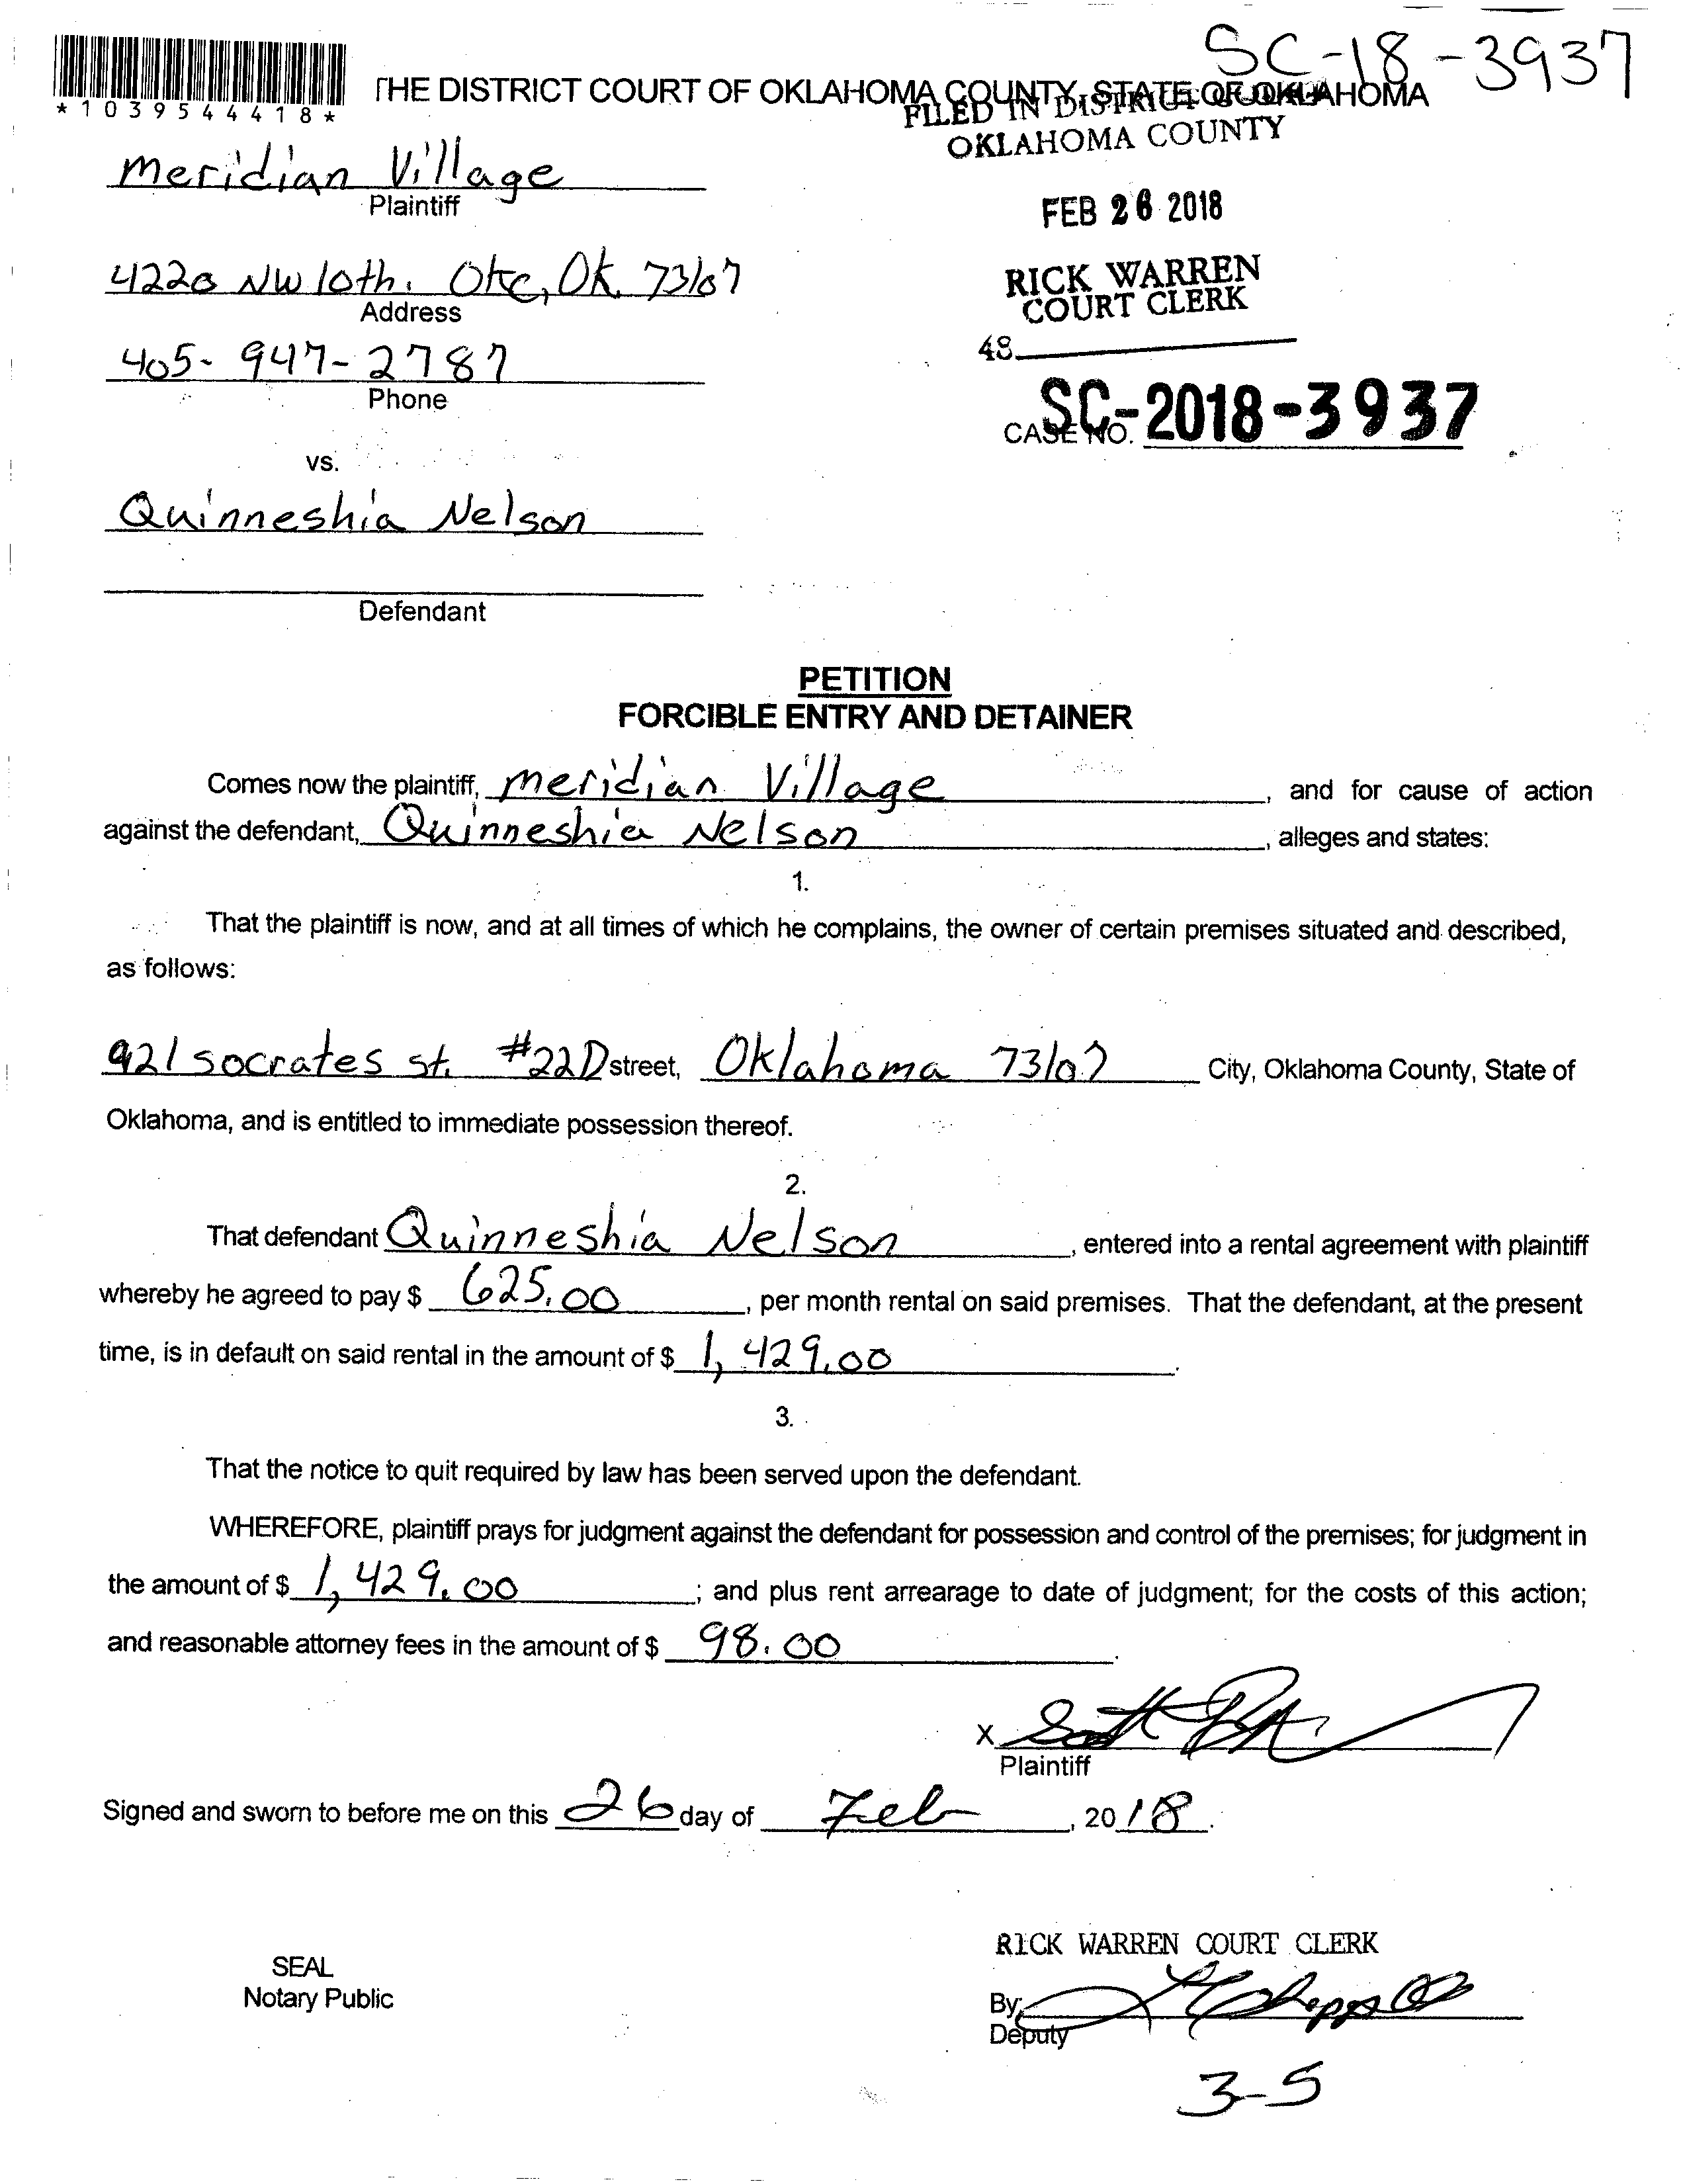 SC-18-3937
THE DISTRICT COURT OF OKLAHOMA COUNTY, STATE OF OKLAHOMA
*1039544418*
FILED IN DISTRICT COURT
OKLAHOMA COUNTY
Meridian Village
Plaintiff
FEB 26 2018
4220 NW 10th. Okc, Ok. 73107
Address
RICK WARREN
COURT CLERK
405-947-2787
Phone
48
CASE NO. SC-2018-3937
vs.
Quinneshia Nelson
Defendant
PETITION
FORCIBLE ENTRY AND DETAINER
Comes now the plaintiff, Meridian Village, and for cause of action
against the defendant, Quinneshia Nelson, alleges and states:
1.
That the plaintiff is now, and at all times of which he complains, the owner of certain premises situated and described,
as follows:
921 socrates st. #22D street, Oklahoma 73107 City, Oklahoma County, State of
Oklahoma, and is entitled to immediate possession thereof.
2.
That defendant Quinneshia Nelson, entered into a rental agreement with plaintiff
whereby he agreed to pay $ 625.00, per month rental on said premises. That the defendant, at the present
time, is in default on said rental in the amount of $ 1,429.00.
3.
That the notice to quit required by law has been served upon the defendant.
WHEREFORE, plaintiff prays for judgment against the defendant for possession and control of the premises; for judgment in
the amount of $ 1,429.00; and plus rent arrearage to date of judgment; for the costs of this action;
and reasonable attorney fees in the amount of $ 98.00.
X Scott
Plaintiff
Signed and sworn to before me on this 26 day of Feb, 2018.
RICK WARREN COURT CLERK
SEAL
Notary Public
By:
Deputy
3-5